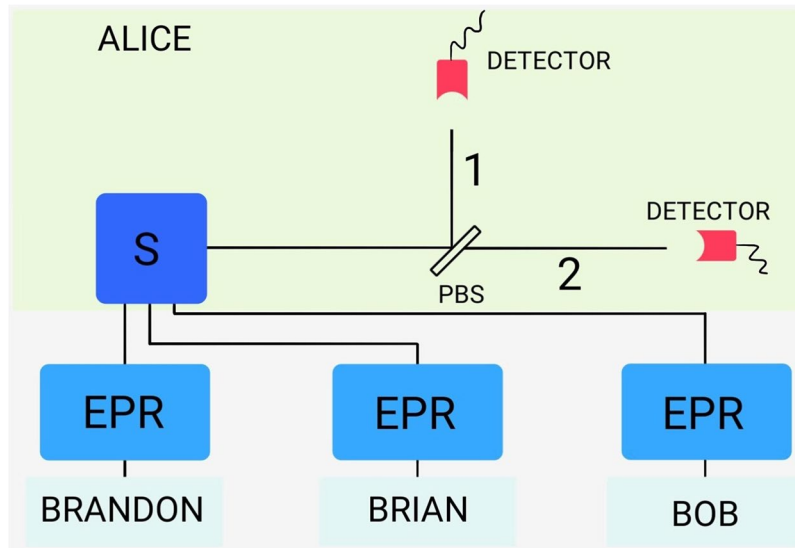 ALICE
DETECTOR
1
DETECTOR
S
2
PBS
EPR
EPR
EPR
BRANDON
BRIAN
BOB